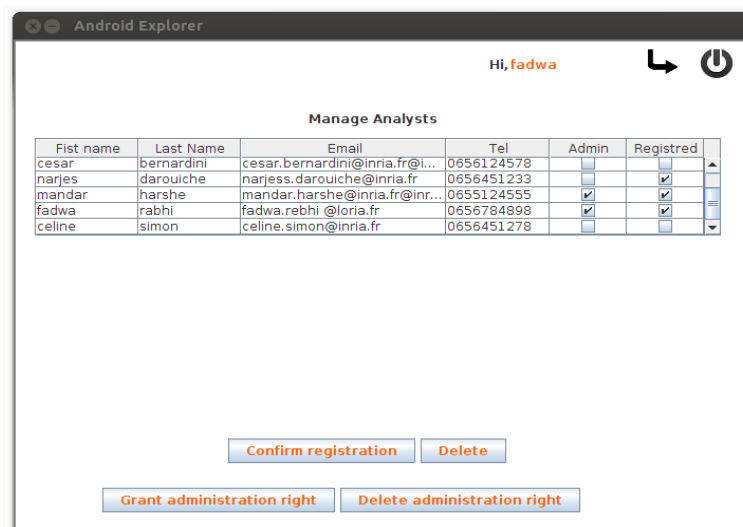 Android Explorer
Hi,fadwa
Manage Analysts
Fist name Last Name Email Tel Admin Registred
cesar bernardini cesar.bernardini@inria.fr@i... 0656124578
narjes darouiche narjess.darouiche@inria.fr 0656451233
mandar harshe mandar.harshe@inria.fr@inr... 0655124555
fadwa rabhi fadwa.rebhi @loria.fr 0656784898
celine simon celine.simon@inria.fr 0656451278
Confirm registration Delete
Grant administration right Delete administration right